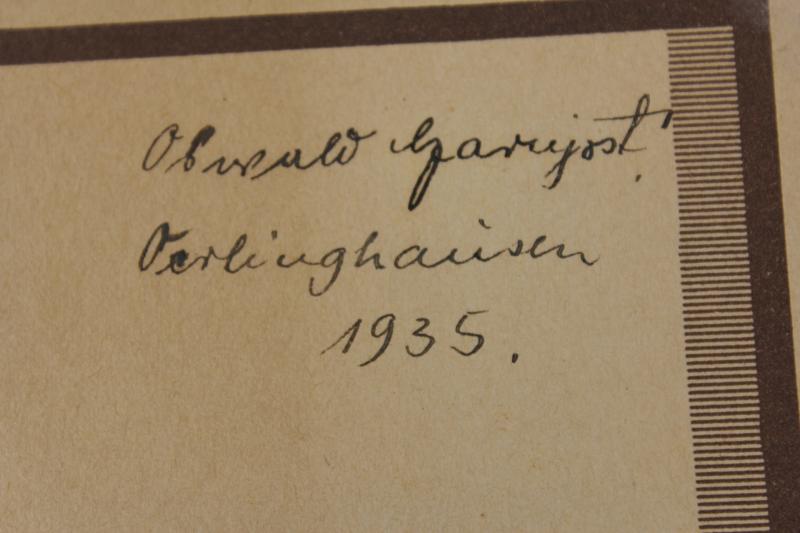 Oswald Garnjost.
Oerlinghausen
1935.